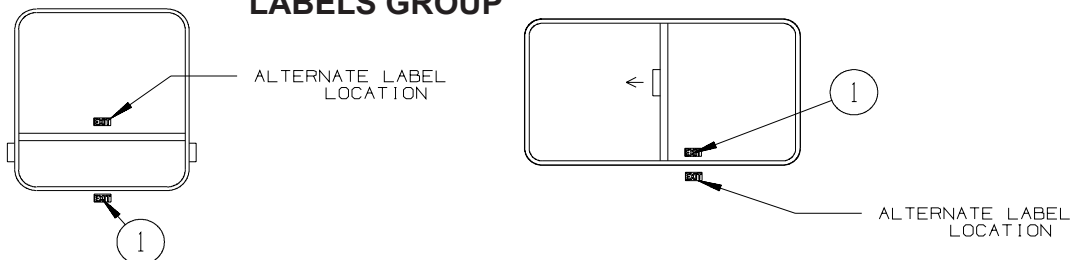 LABELS GROUP
ALTERNATE LABEL
LOCATION
1
1
ALTERNATE LABEL
LOCATION